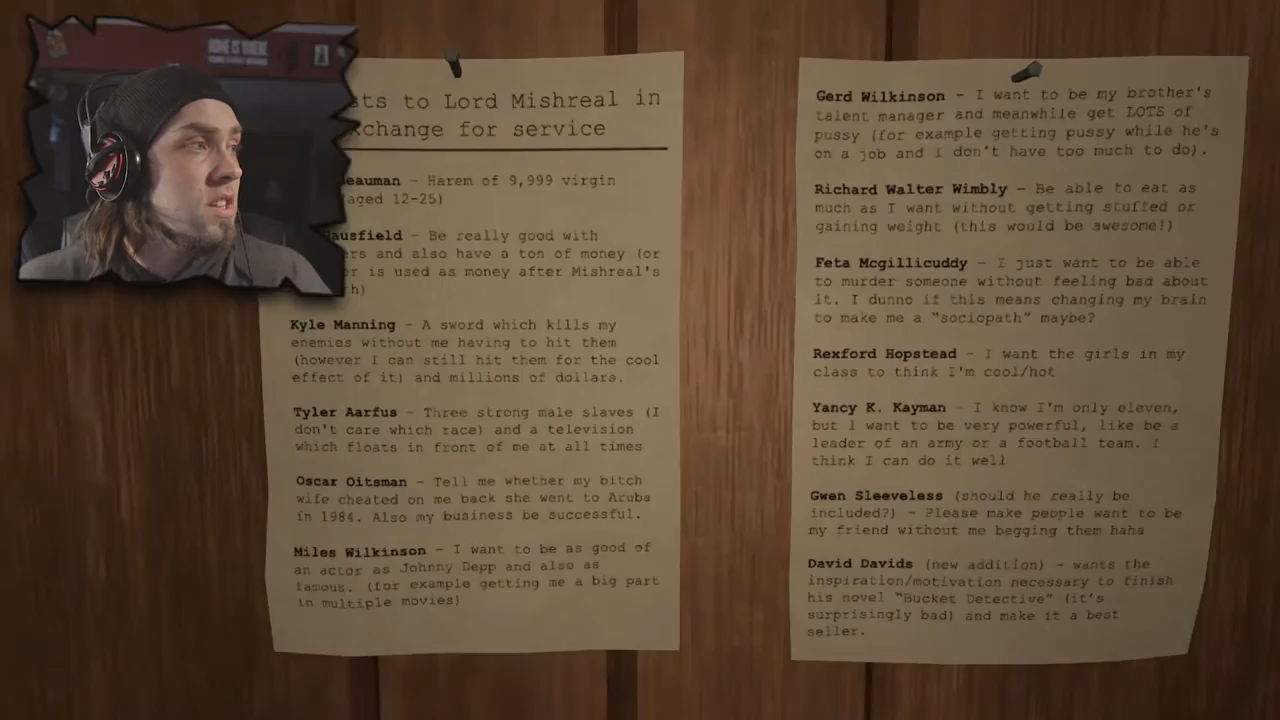 sts to Lord Mishreal in
change for service
eauman - Harem of 9,999 virgin
(aged 12-25)
ausfield - Be really good with
ers and also have a ton of money (or
er is used as money after Mishreal's
th)
Kyle Manning - A sword which kills my
enemies without me having to hit them
(however I can still hit them for the cool
effect of it) and millions of dollars.
Tyler Aarfus - Three strong male slaves (I
don't care which race) and a television
which floats in front of me at all times
Oscar Oitsman - Tell me whether my bitch
wife cheated on me back she went to Aruba
in 1984. Also my business be successful.
Miles Wilkinson - I want to be as good of
an actor as Johnny Depp and also as
famous. (for example getting me a big part
in multiple movies)
Gerd Wilkinson - I want to be my brother's
talent manager and meanwhile get LOTS of
pussy (for example getting pussy while he's
on a job and I don't have too much to do).
Richard Walter Wimbly - Be able to eat as
much as I want without getting stuffed or
gaining weight (this would be awesome!)
Feta Mcgillicuddy - I just want to be able
to murder someone without feeling bad about
it. I dunno if this means changing my brain
to make me a "sociopath" maybe?
Rexford Hopstead - I want the girls in my
class to think I'm cool/hot
Yancy K. Kayman - I know I'm only eleven,
but I want to be very powerful, like be a
leader of an army or a football team. I
think I can do it well
Gwen Sleeveless (should he really be
included?) - Please make people want to be
my friend without me begging them haha
David Davids (new addition) - wants the
inspiration/motivation necessary to finish
his novel "Bucket Detective" (it's
surprisingly bad) and make it a best
seller.